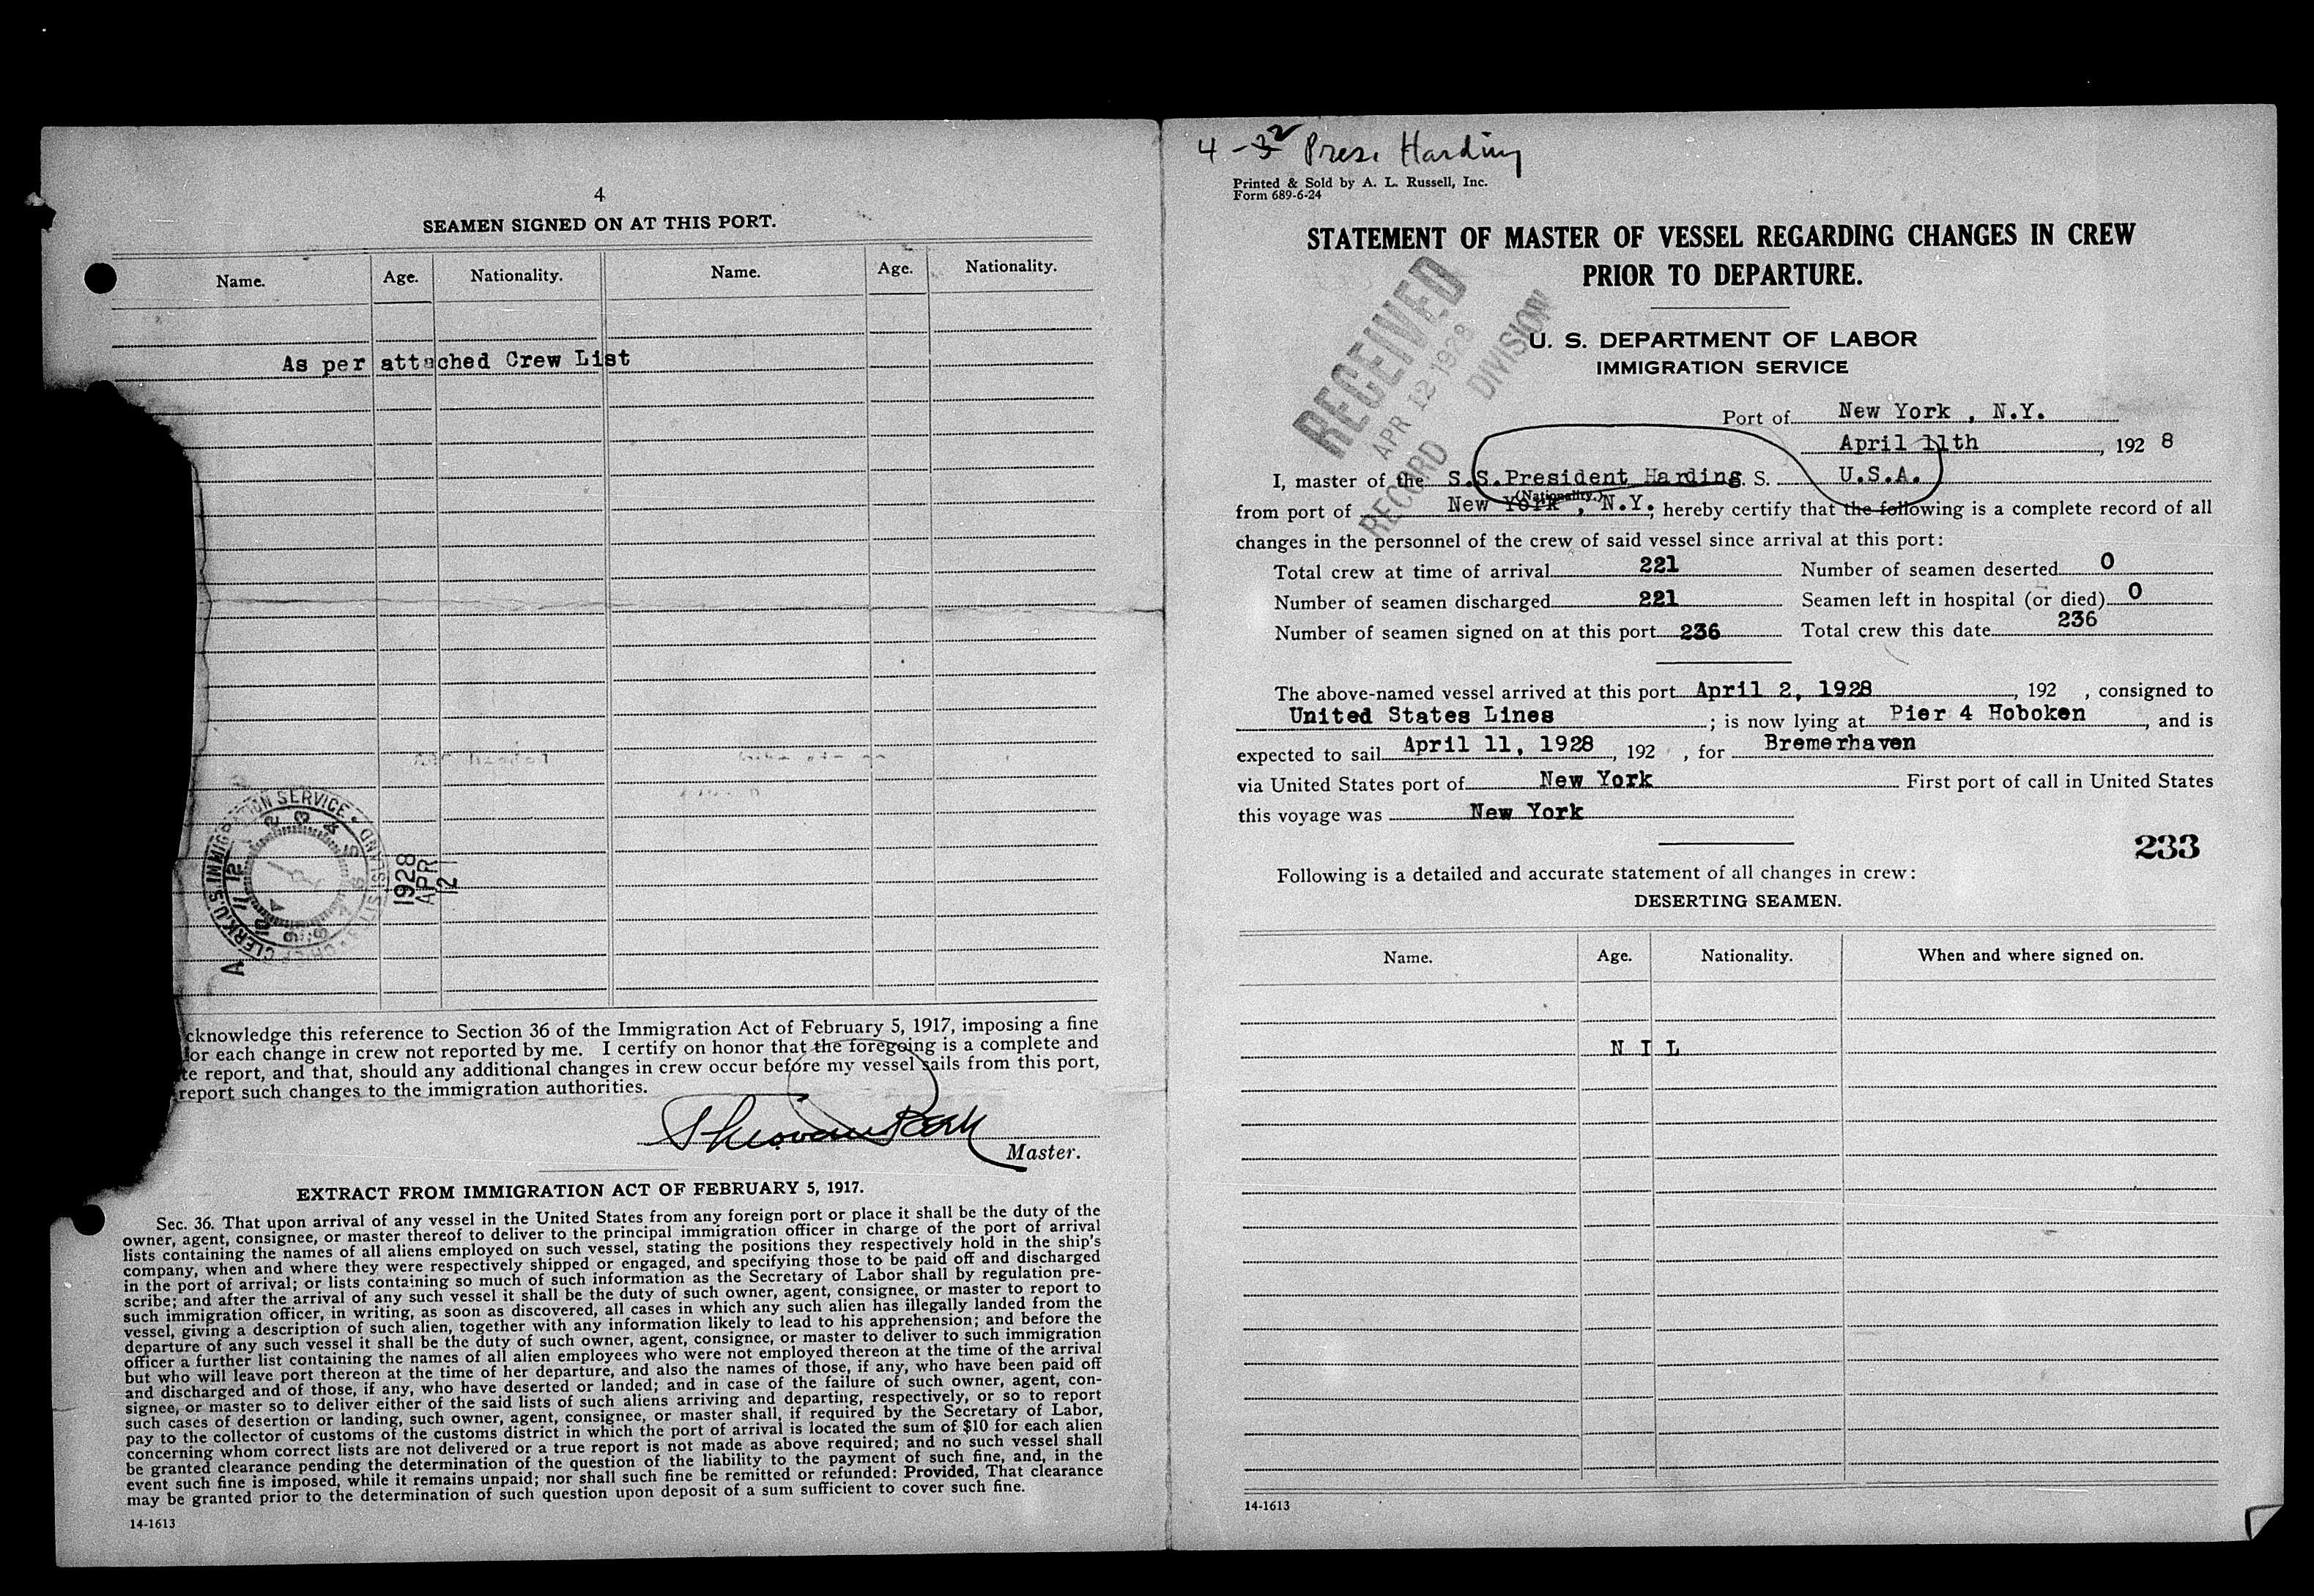 4
SEAMEN SIGNED ON AT THIS PORT.
Name. Age. Nationality. Name. Age. Nationality.
As per attached Crew List
CLERK, U.S. IMMIGRATION SERVICE
1928
APR
12
cknowledge this reference to Section 36 of the Immigration Act of February 5, 1917, imposing a fine
for each change in crew not reported by me. I certify on honor that the foregoing is a complete and
te report, and that, should any additional changes in crew occur before my vessel sails from this port,
report such changes to the immigration authorities.
Master.
EXTRACT FROM IMMIGRATION ACT OF FEBRUARY 5, 1917.
Sec. 36. That upon arrival of any vessel in the United States from any foreign port or place it shall be the duty of the
owner, agent, consignee, or master thereof to deliver to the principal immigration officer in charge of the port of arrival
lists containing the names of all aliens employed on such vessel, stating the positions they respectively hold in the ship's
company, when and where they were respectively shipped or engaged, and specifying those to be paid off and discharged
in the port of arrival; or lists containing so much of such information as the Secretary of Labor shall by regulation pre-
scribe; and after the arrival of any such vessel it shall be the duty of such owner, agent, consignee, or master to report to
such immigration officer, in writing, as soon as discovered, all cases in which any such alien has illegally landed from the
vessel, giving a description of such alien, together with any information likely to lead to his apprehension; and before the
departure of any such vessel it shall be the duty of such owner, agent, consignee, or master to deliver to such immigration
officer a further list containing the names of all alien employees who were not employed thereon at the time of the arrival
but who will leave port thereon at the time of her departure, and also the names of those, if any, who have been paid off
and discharged and of those, if any, who have deserted or landed; and in case of the failure of such owner, agent, con-
signee, or master so to deliver either of the said lists of such aliens arriving and departing, respectively, or so to report
such cases of desertion or landing, such owner, agent, consignee, or master shall, if required by the Secretary of Labor,
pay to the collector of customs of the customs district in which the port of arrival is located the sum of $10 for each alien
concerning whom correct lists are not delivered or a true report is not made as above required; and no such vessel shall
be granted clearance pending the determination of the question of the liability to the payment of such fine, and, in the
event such fine is imposed, while it remains unpaid; nor shall such fine be remitted or refunded: Provided, That clearance
may be granted prior to the determination of such question upon deposit of a sum sufficient to cover such fine.
14-1613
4-32 Pres. Harding
Printed & Sold by A. L. Russell, Inc.
Form 689-6-24
STATEMENT OF MASTER OF VESSEL REGARDING CHANGES IN CREW
PRIOR TO DEPARTURE.
RECEIVED
APR 12 1928
RECORD DIVISION
U. S. DEPARTMENT OF LABOR
IMMIGRATION SERVICE
Port of New York , N.Y.
April 11th , 192 8
I, master of the S.S.President Harding S. S. U.S.A.
(Nationality.)
from port of New York , N.Y. ; hereby certify that the following is a complete record of all
changes in the personnel of the crew of said vessel since arrival at this port:
Total crew at time of arrival 221 Number of seamen deserted 0
Number of seamen discharged 221 Seamen left in hospital (or died) 0
Number of seamen signed on at this port 236 Total crew this date 236
The above-named vessel arrived at this port April 2, 1928 , 192 , consigned to
United States Lines ; is now lying at Pier 4 Hoboken , and is
expected to sail April 11, 1928 , 192 , for Bremerhaven
via United States port of New York First port of call in United States
this voyage was New York
233
Following is a detailed and accurate statement of all changes in crew:
DESERTING SEAMEN.
Name. Age. Nationality. When and where signed on.
N I L
14-1613